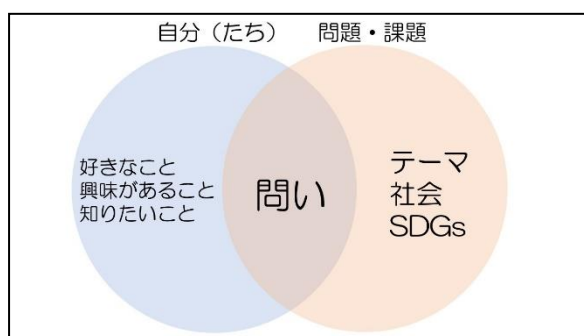 自分（たち）
問題・課題
好きなこと
興味があること
知りたいこと
問い
テーマ
社会
SDGs